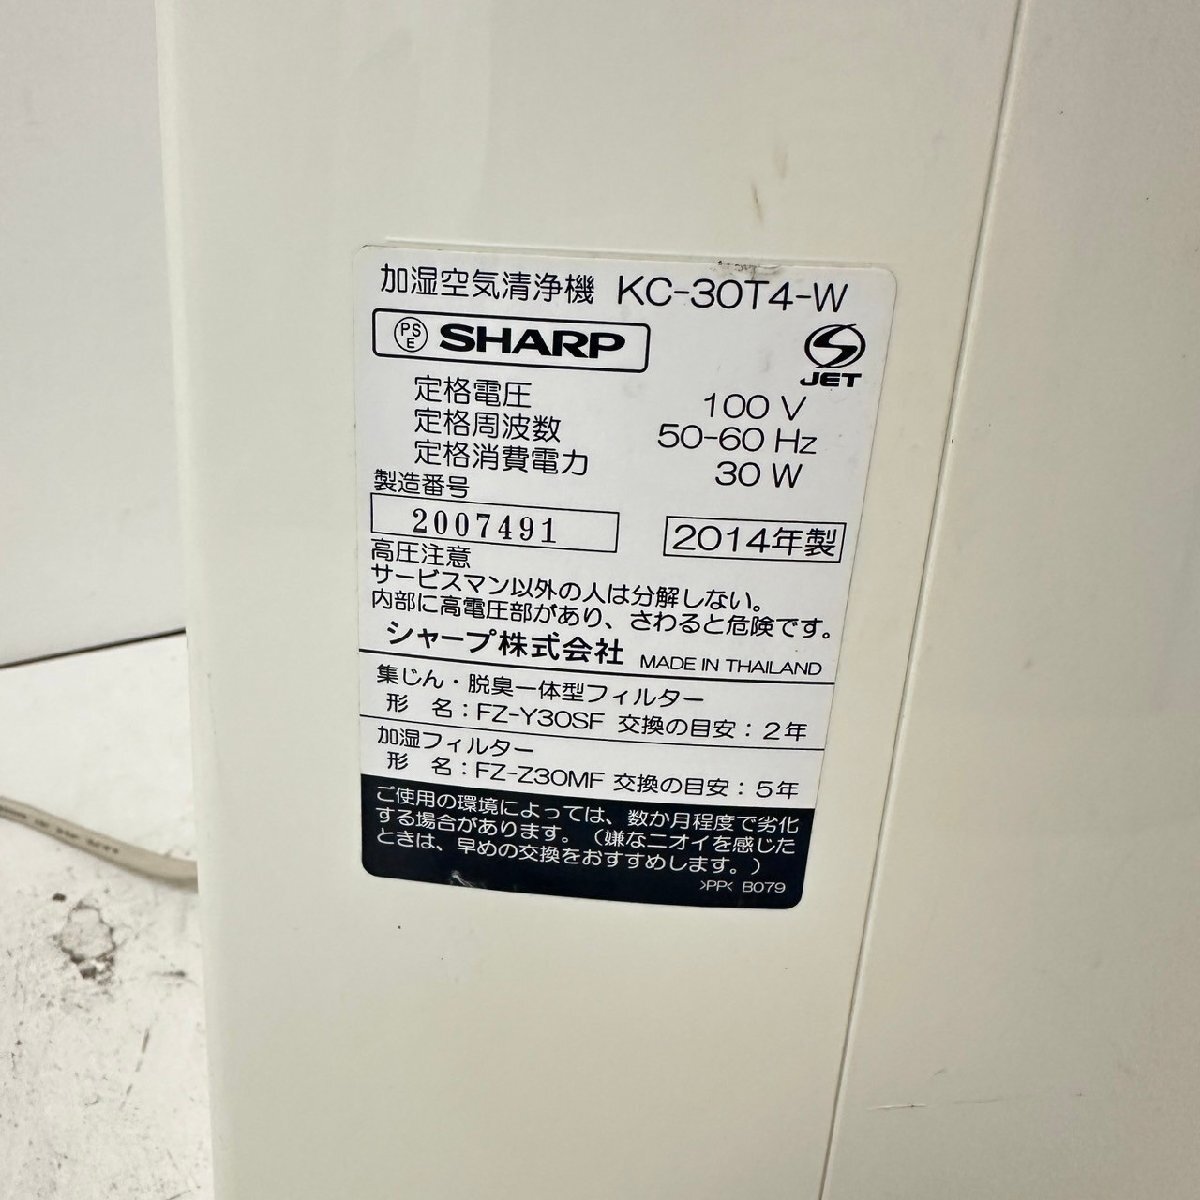 加湿空気清浄機 KC-30T4-W
PS E SHARP
JET
定格電圧 100 V
定格周波数 50-60 Hz
定格消費電力 30 W
製造番号
2007491 2014年製
高圧注意
サービスマン以外の人は分解しない。
内部に高電圧部があり、さわると危険です。
シャープ株式会社 MADE IN THAILAND
集じん・脱臭一体型フィルター
形 名：FZ-Y30SF 交換の目安：2年
加湿フィルター
形 名：FZ-Z30MF 交換の目安：5年
ご使用の環境によっては、数か月程度で劣化
する場合があります。（嫌なニオイを感じた
ときは、早めの交換をおすすめします。）
>PP< B079